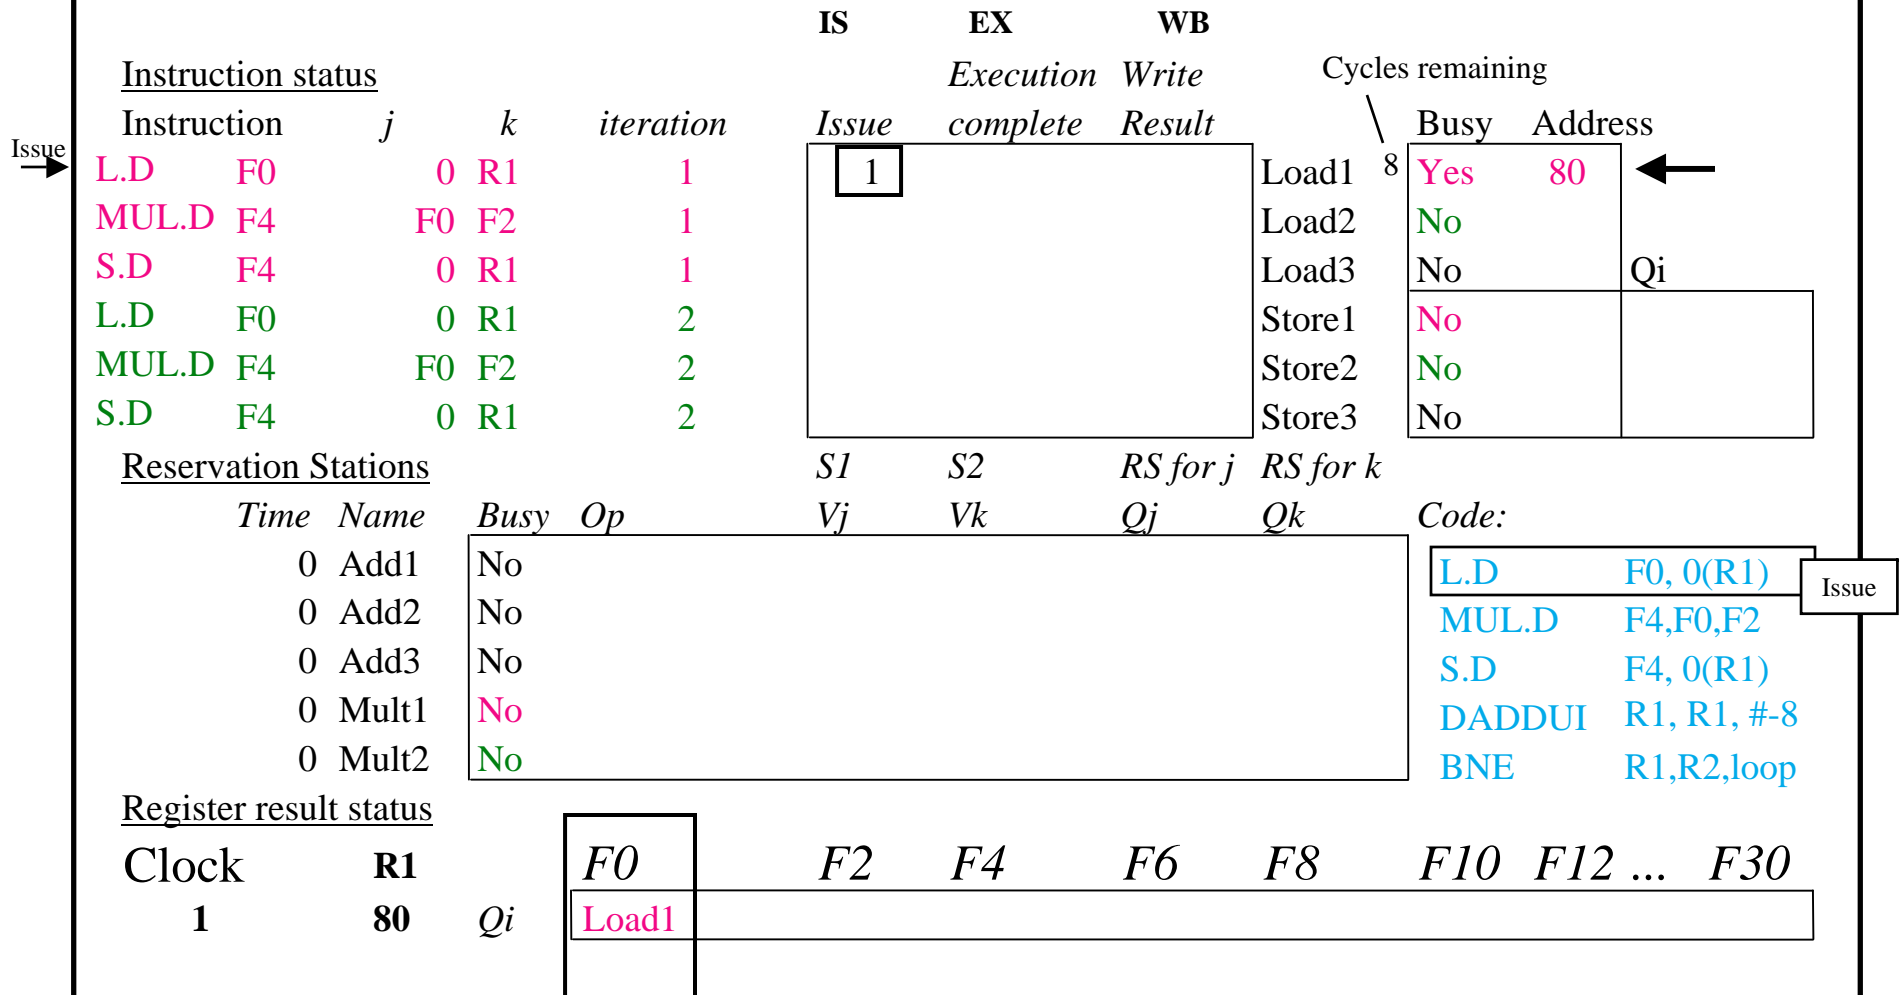 IS EX WB
Instruction status Execution Write Cycles remaining
Instruction j k iteration Issue complete Result Busy Address
Issue
L.D F0 0 R1 1 1 Load1 8 Yes 80
MUL.D F4 F0 F2 1 Load2 No
S.D F4 0 R1 1 Load3 No Qi
L.D F0 0 R1 2 Store1 No
MUL.D F4 F0 F2 2 Store2 No
S.D F4 0 R1 2 Store3 No
Reservation Stations S1 S2 RS for j RS for k
Time Name Busy Op Vj Vk Qj Qk Code:
0 Add1 No L.D F0, 0(R1) Issue
0 Add2 No MUL.D F4,F0,F2
0 Add3 No S.D F4, 0(R1)
0 Mult1 No DADDUI R1, R1, #-8
0 Mult2 No BNE R1,R2,loop
Register result status
Clock R1 F0 F2 F4 F6 F8 F10 F12 ... F30
1 80 Qi Load1